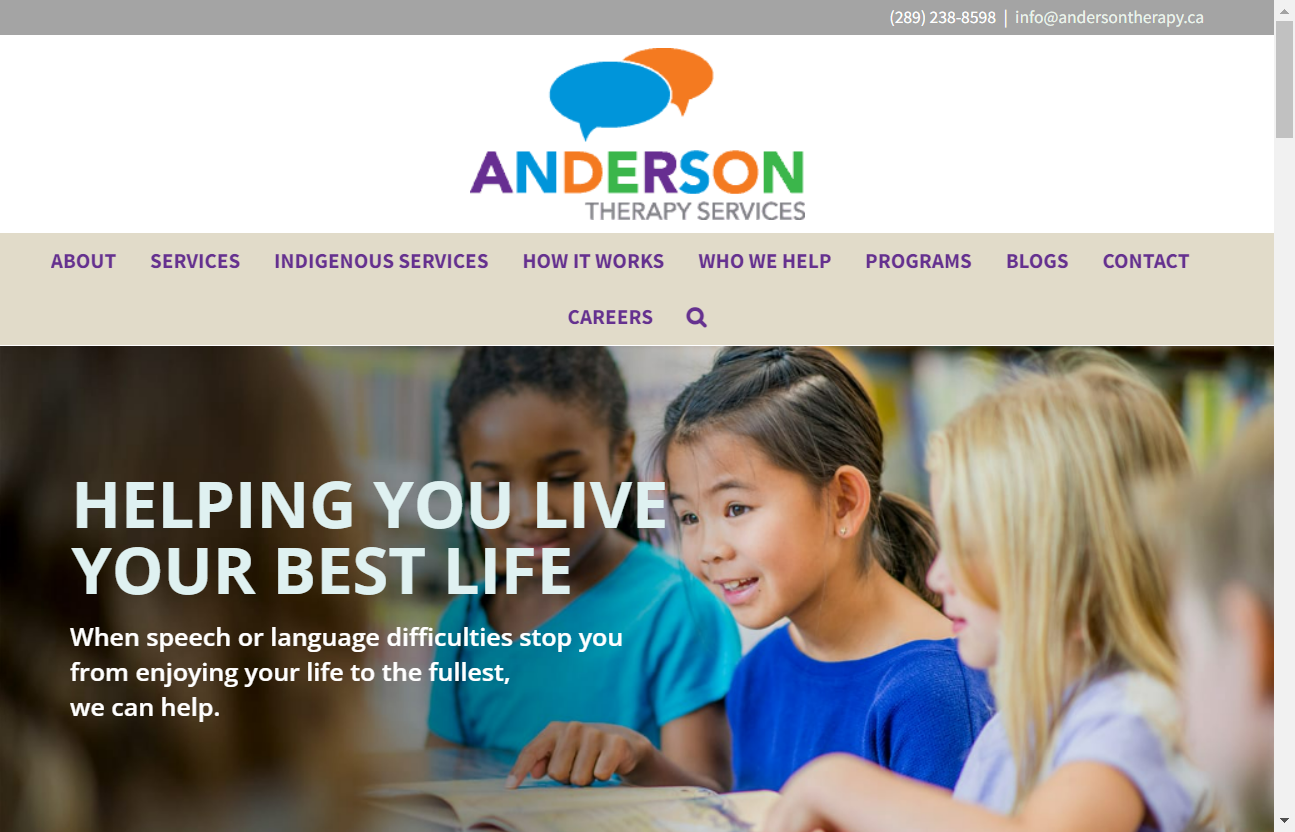 (289) 238-8598 | info@andersontherapy.ca
ANDERSON
THERAPY SERVICES
ABOUT SERVICES INDIGENOUS SERVICES HOW IT WORKS WHO WE HELP PROGRAMS BLOGS CONTACT
CAREERS
HELPING YOU LIVE
YOUR BEST LIFE
When speech or language difficulties stop you
from enjoying your life to the fullest,
we can help.